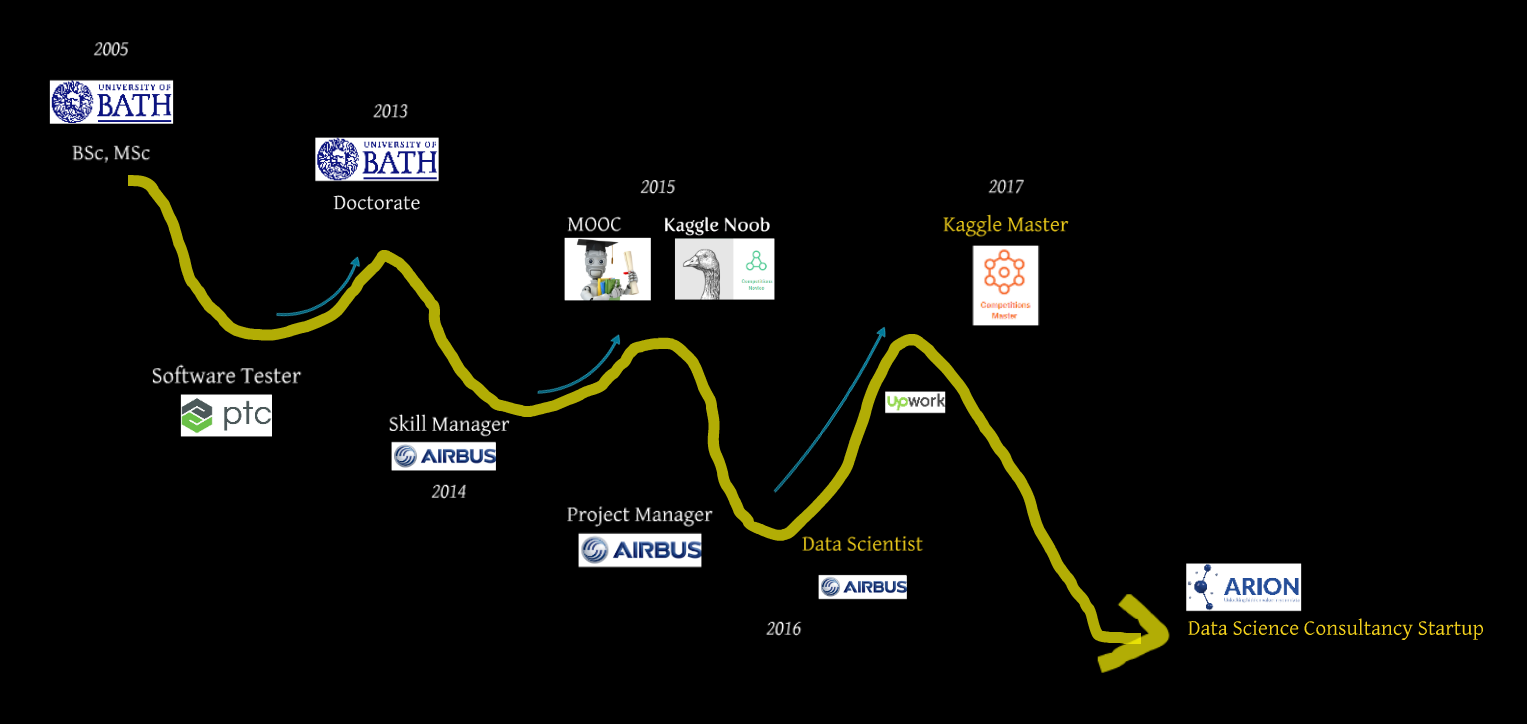 2005
UNIVERSITY OF
BATH
BSc, MSc
2013
UNIVERSITY OF
BATH
Doctorate
Software Tester
ptc
Skill Manager
AIRBUS
2014
2015
MOOC
Kaggle Noob
Competitions
Novice
Project Manager
AIRBUS
Data Scientist
AIRBUS
2016
2017
Kaggle Master
Competitions
Master
upwork
ARION
Data Science Consultancy Startup